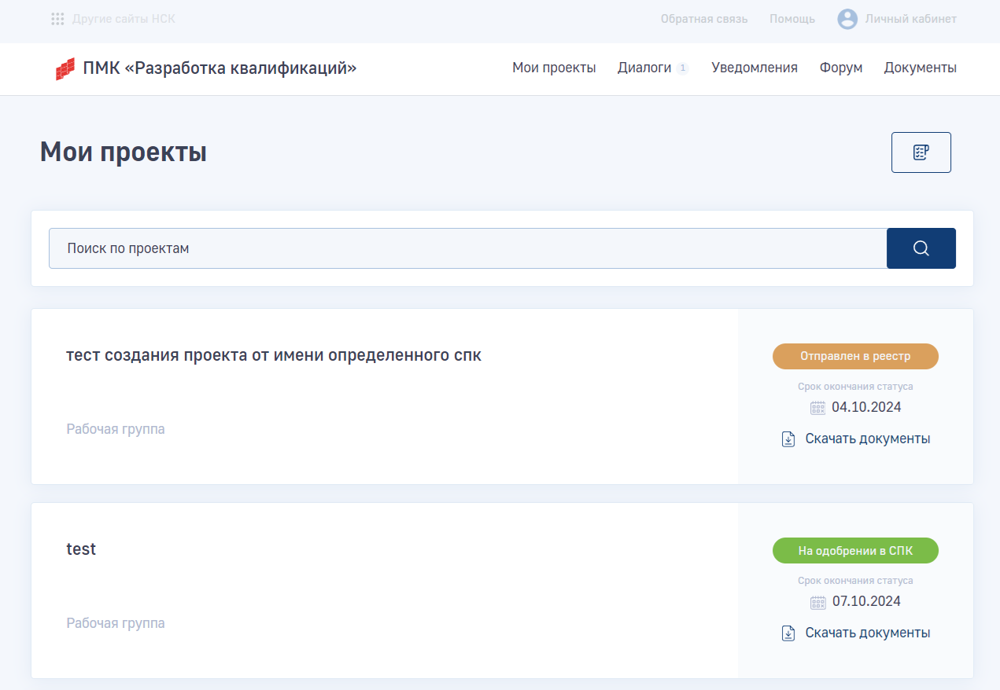 Другие сайты НСК
Обратная связь Помощь Личный кабинет
ПМК «Разработка квалификаций»
Мои проекты Диалоги 1 Уведомления Форум Документы
Мои проекты
Поиск по проектам
тест создания проекта от имени определенного спк
Рабочая группа
Отправлен в реестр
Срок окончания статуса
04.10.2024
Скачать документы
test
Рабочая группа
На одобрении в СПК
Срок окончания статуса
07.10.2024
Скачать документы